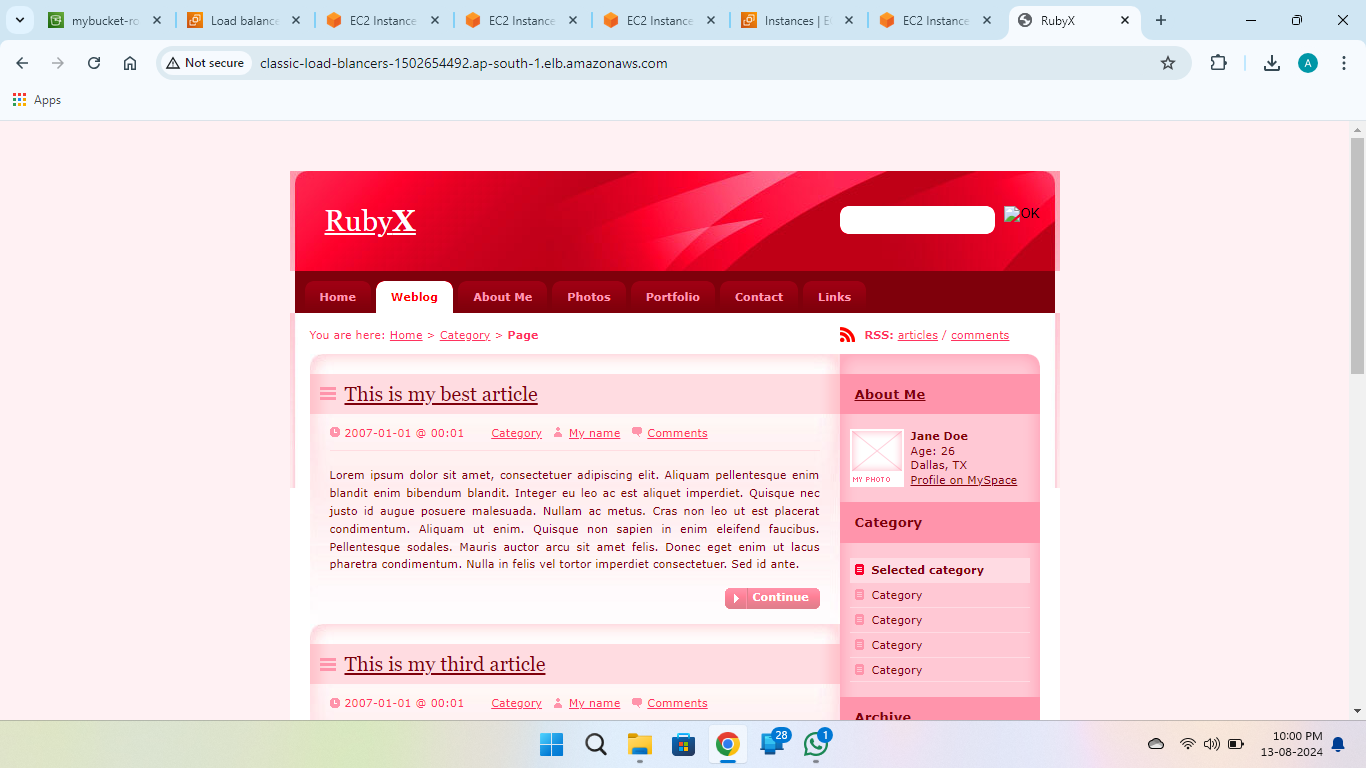 mybucket-ro
Load balance
EC2 Instance
EC2 Instance
EC2 Instance
Instances | E
EC2 Instance
RubyX
Not secure
classic-load-blancers-1502654492.ap-south-1.elb.amazonaws.com
A
Apps
RubyX
OK
Home
Weblog
About Me
Photos
Portfolio
Contact
Links
You are here: Home > Category > Page
RSS: articles / comments
This is my best article
2007-01-01 @ 00:01 Category My name Comments
Lorem ipsum dolor sit amet, consectetuer adipiscing elit. Aliquam pellentesque enim
blandit enim bibendum blandit. Integer eu leo ac est aliquet imperdiet. Quisque nec
justo id augue posuere malesuada. Nullam ac metus. Cras non leo ut est placerat
condimentum. Aliquam ut enim. Quisque non sapien in enim eleifend faucibus.
Pellentesque sodales. Mauris auctor arcu sit amet felis. Donec eget enim ut lacus
pharetra condimentum. Nulla in felis vel tortor imperdiet consectetuer. Sed id ante.
Continue
This is my third article
2007-01-01 @ 00:01 Category My name Comments
About Me
MY PHOTO
Jane Doe
Age: 26
Dallas, TX
Profile on MySpace
Category
Selected category
Category
Category
Category
Category
Archive
28
1
10:00 PM
13-08-2024